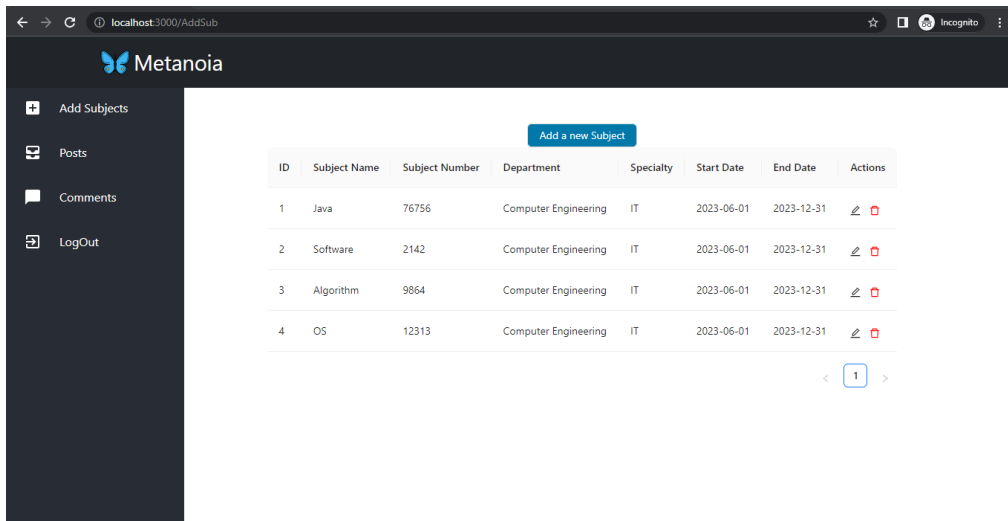 localhost:3000/AddSub
Incognito
Metanoia
Add Subjects
Posts
Comments
LogOut
Add a new Subject
ID Subject Name Subject Number Department Specialty Start Date End Date Actions
1 Java 76756 Computer Engineering IT 2023-06-01 2023-12-31
2 Software 2142 Computer Engineering IT 2023-06-01 2023-12-31
3 Algorithm 9864 Computer Engineering IT 2023-06-01 2023-12-31
4 OS 12313 Computer Engineering IT 2023-06-01 2023-12-31
< 1 >